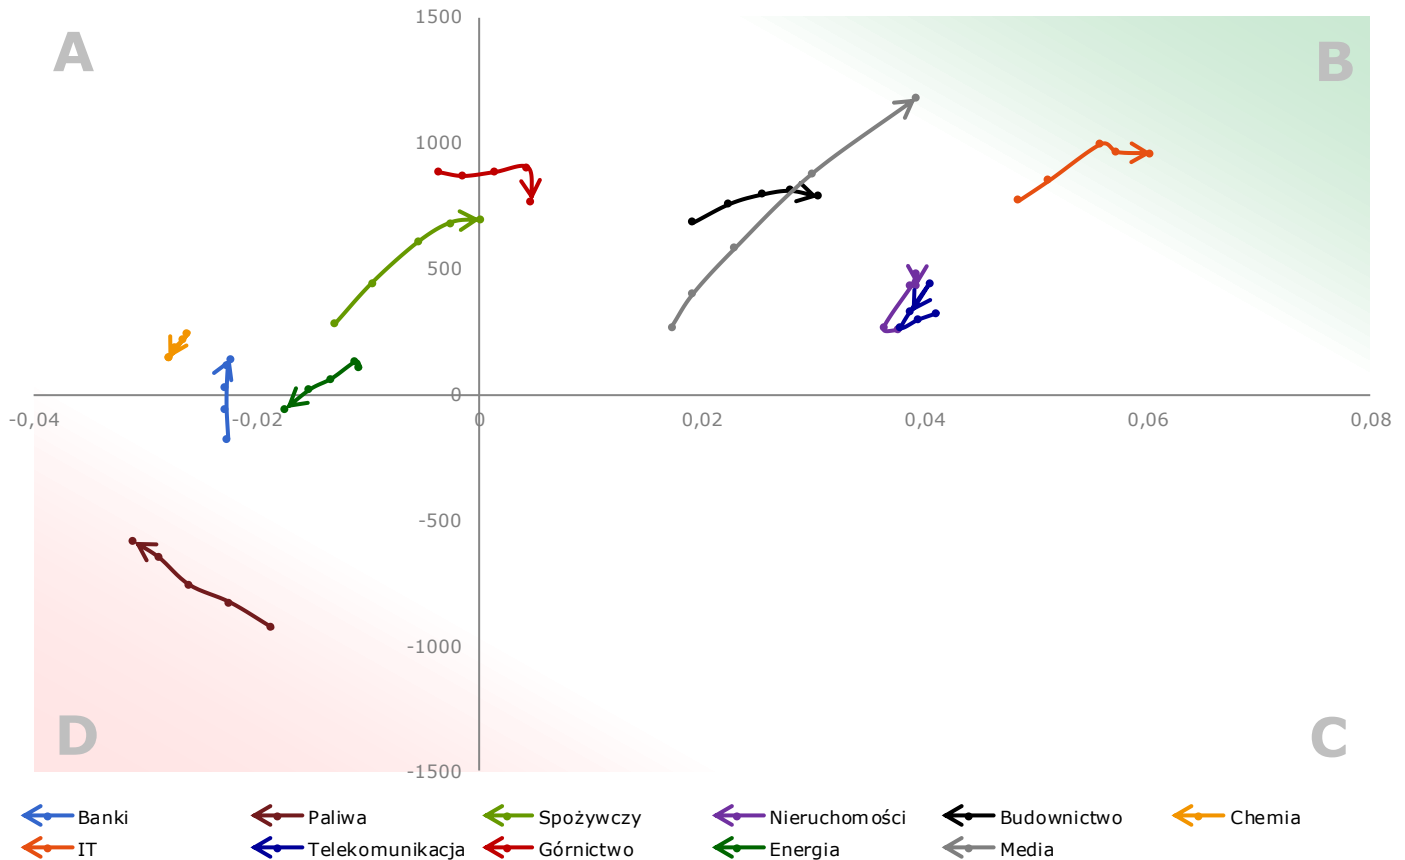 1500
A
B
1000
500
0
-0,04
-0,02
0
0,02
0,04
0,06
0,08
-500
-1000
D
C
-1500
Banki
Paliwa
Spożywczy
Nieruchomości
Budownictwo
Chemia
IT
Telekomunikacja
Górnictwo
Energia
Media